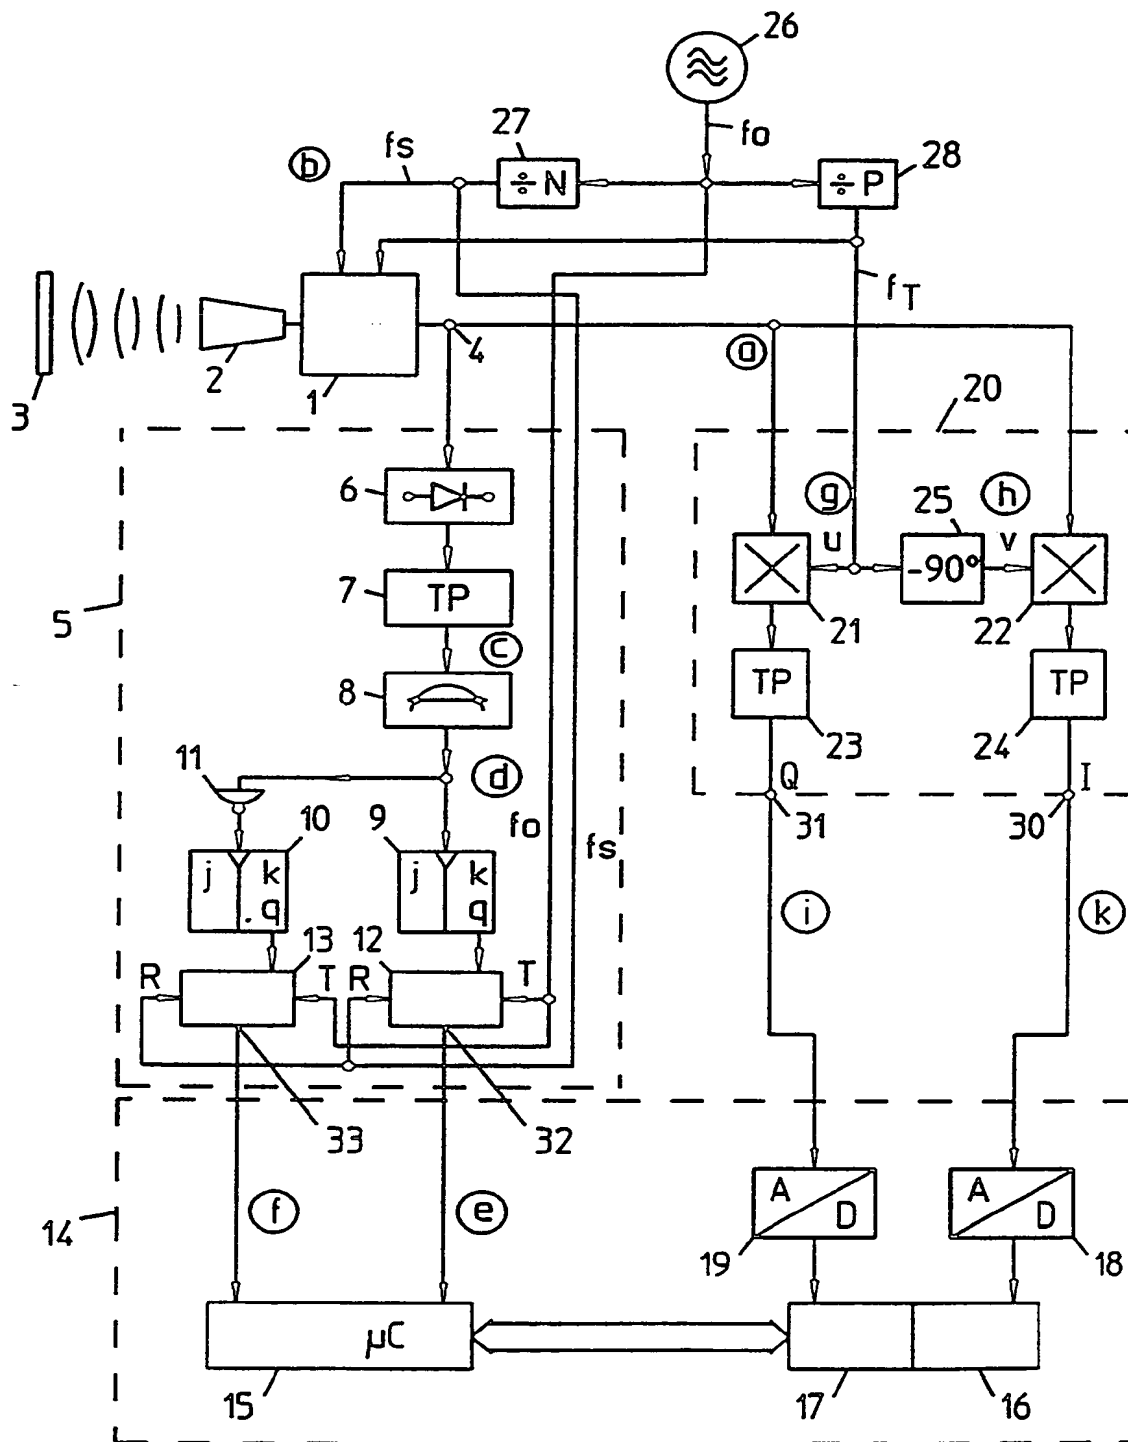 26
27
fo
fs
28
b
÷ N
÷ P
f T
3
2
1
4
a
20
6
g
25
h
u
-90°
v
5
7
TP
21
22
c
8
TP
TP
23
24
11
d
Q
I
10
9
fo
31
30
fs
j
k
q
j
k
q
i
k
13
12
R
T
R
T
33
32
f
e
A
D
A
D
14
19
18
µC
15
17
16